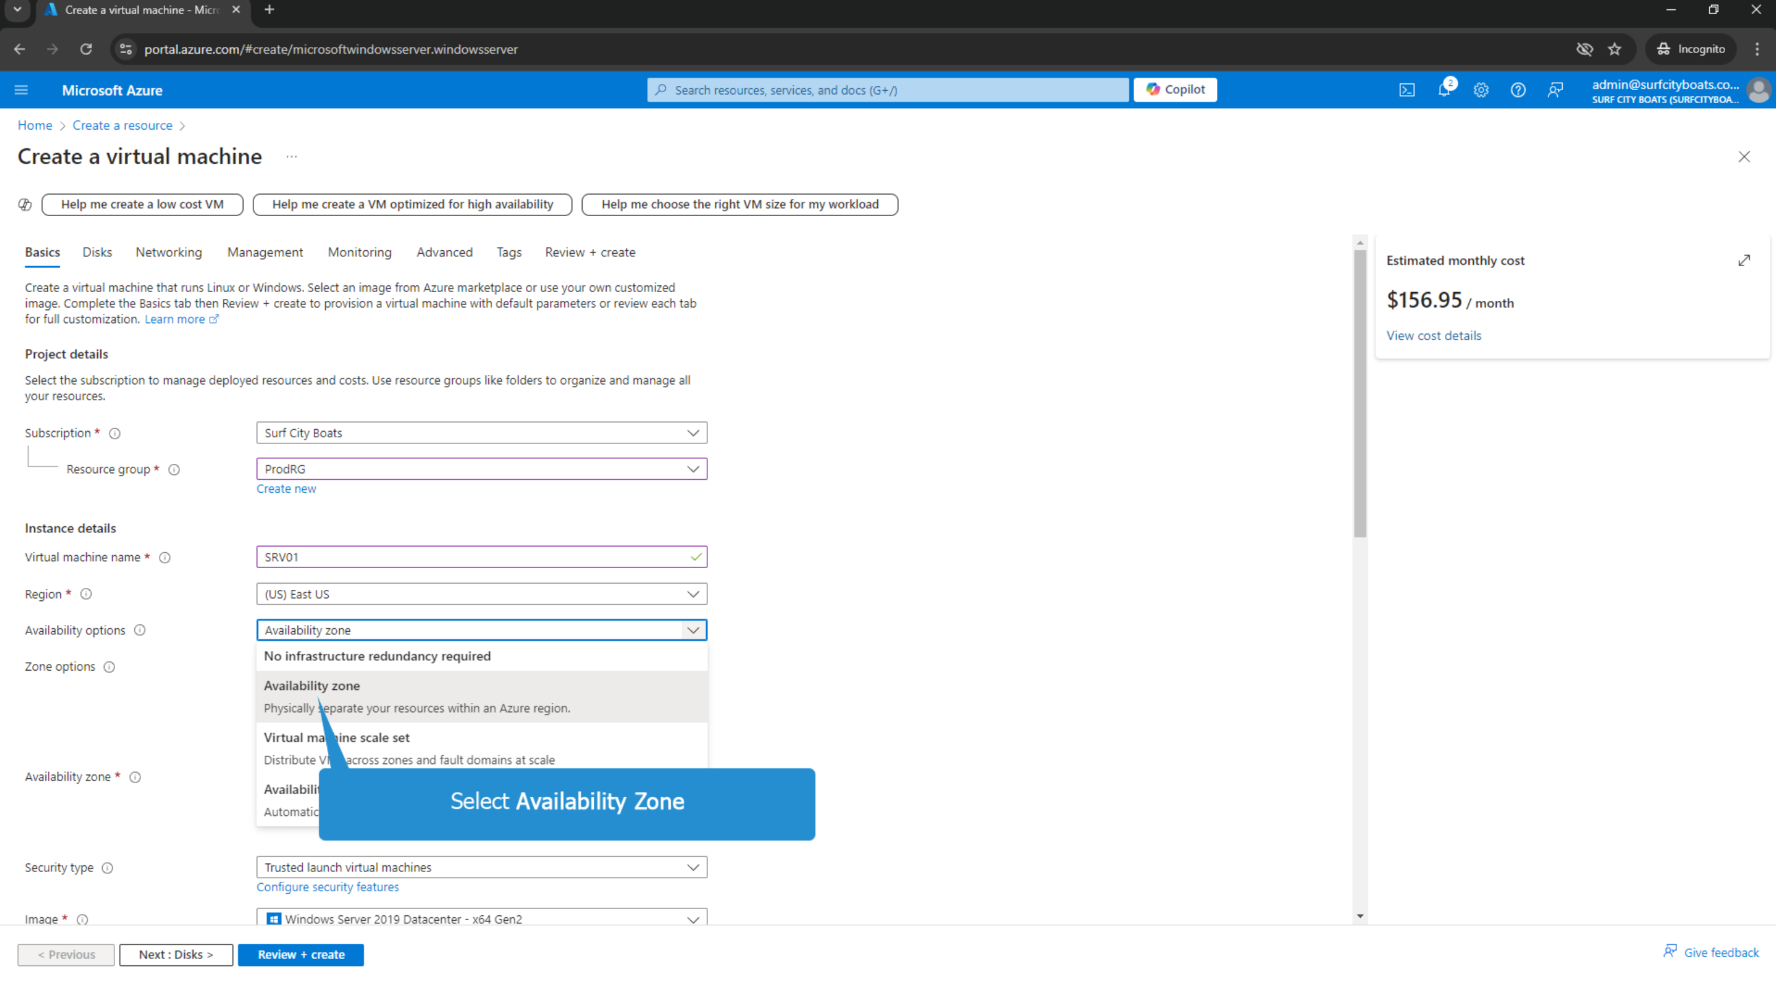 Create a virtual machine - Micr
portal.azure.com/#create/microsoftwindowsserver.windowsserver
Incognito
Microsoft Azure
Search resources, services, and docs (G+/)
Copilot
2
admin@surfcityboats.co...
SURF CITY BOATS (SURFCITYBOA...
Home > Create a resource >
Create a virtual machine ...
Help me create a low cost VM
Help me create a VM optimized for high availability
Help me choose the right VM size for my workload
Basics Disks Networking Management Monitoring Advanced Tags Review + create
Create a virtual machine that runs Linux or Windows. Select an image from Azure marketplace or use your own customized
image. Complete the Basics tab then Review + create to provision a virtual machine with default parameters or review each tab
for full customization. Learn more
Estimated monthly cost
$156.95 / month
View cost details
Project details
Select the subscription to manage deployed resources and costs. Use resource groups like folders to organize and manage all
your resources.
Subscription * Surf City Boats
Resource group * ProdRG
Create new
Instance details
Virtual machine name * SRV01
Region * (US) East US
Availability options Availability zone
No infrastructure redundancy required
Zone options
Availability zone
Physically separate your resources within an Azure region.
Virtual machine scale set
Distribute VM across zones and fault domains at scale
Availability zone *
Availabili
Automatic
Select Availability Zone
Security type Trusted launch virtual machines
Configure security features
Image * Windows Server 2019 Datacenter - x64 Gen2
< Previous
Next : Disks >
Review + create
Give feedback